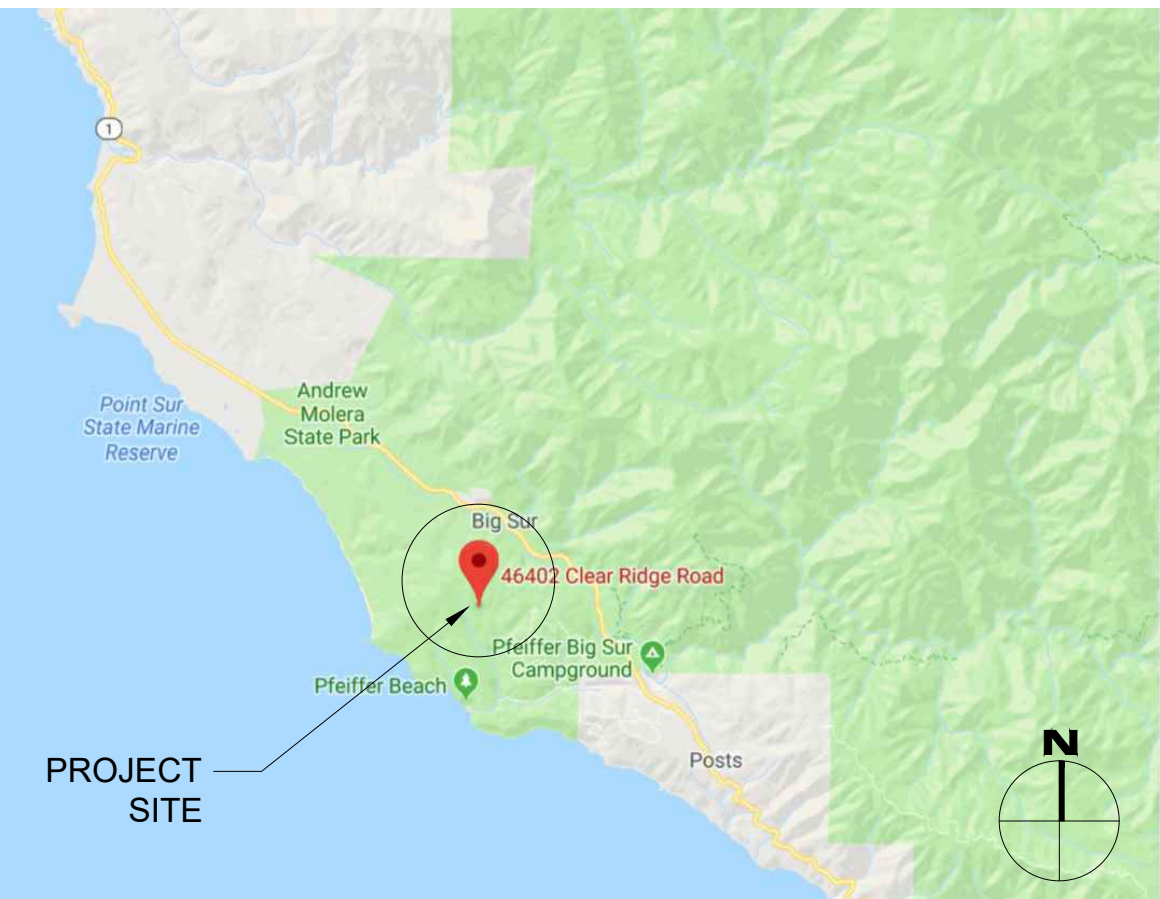 1
Andrew
Molera
State Park
Point Sur
State Marine
Reserve
Big Sur
46402 Clear Ridge Road
Pfeiffer Big Sur
Campground
Pfeiffer Beach
N
PROJECT
SITE
Posts